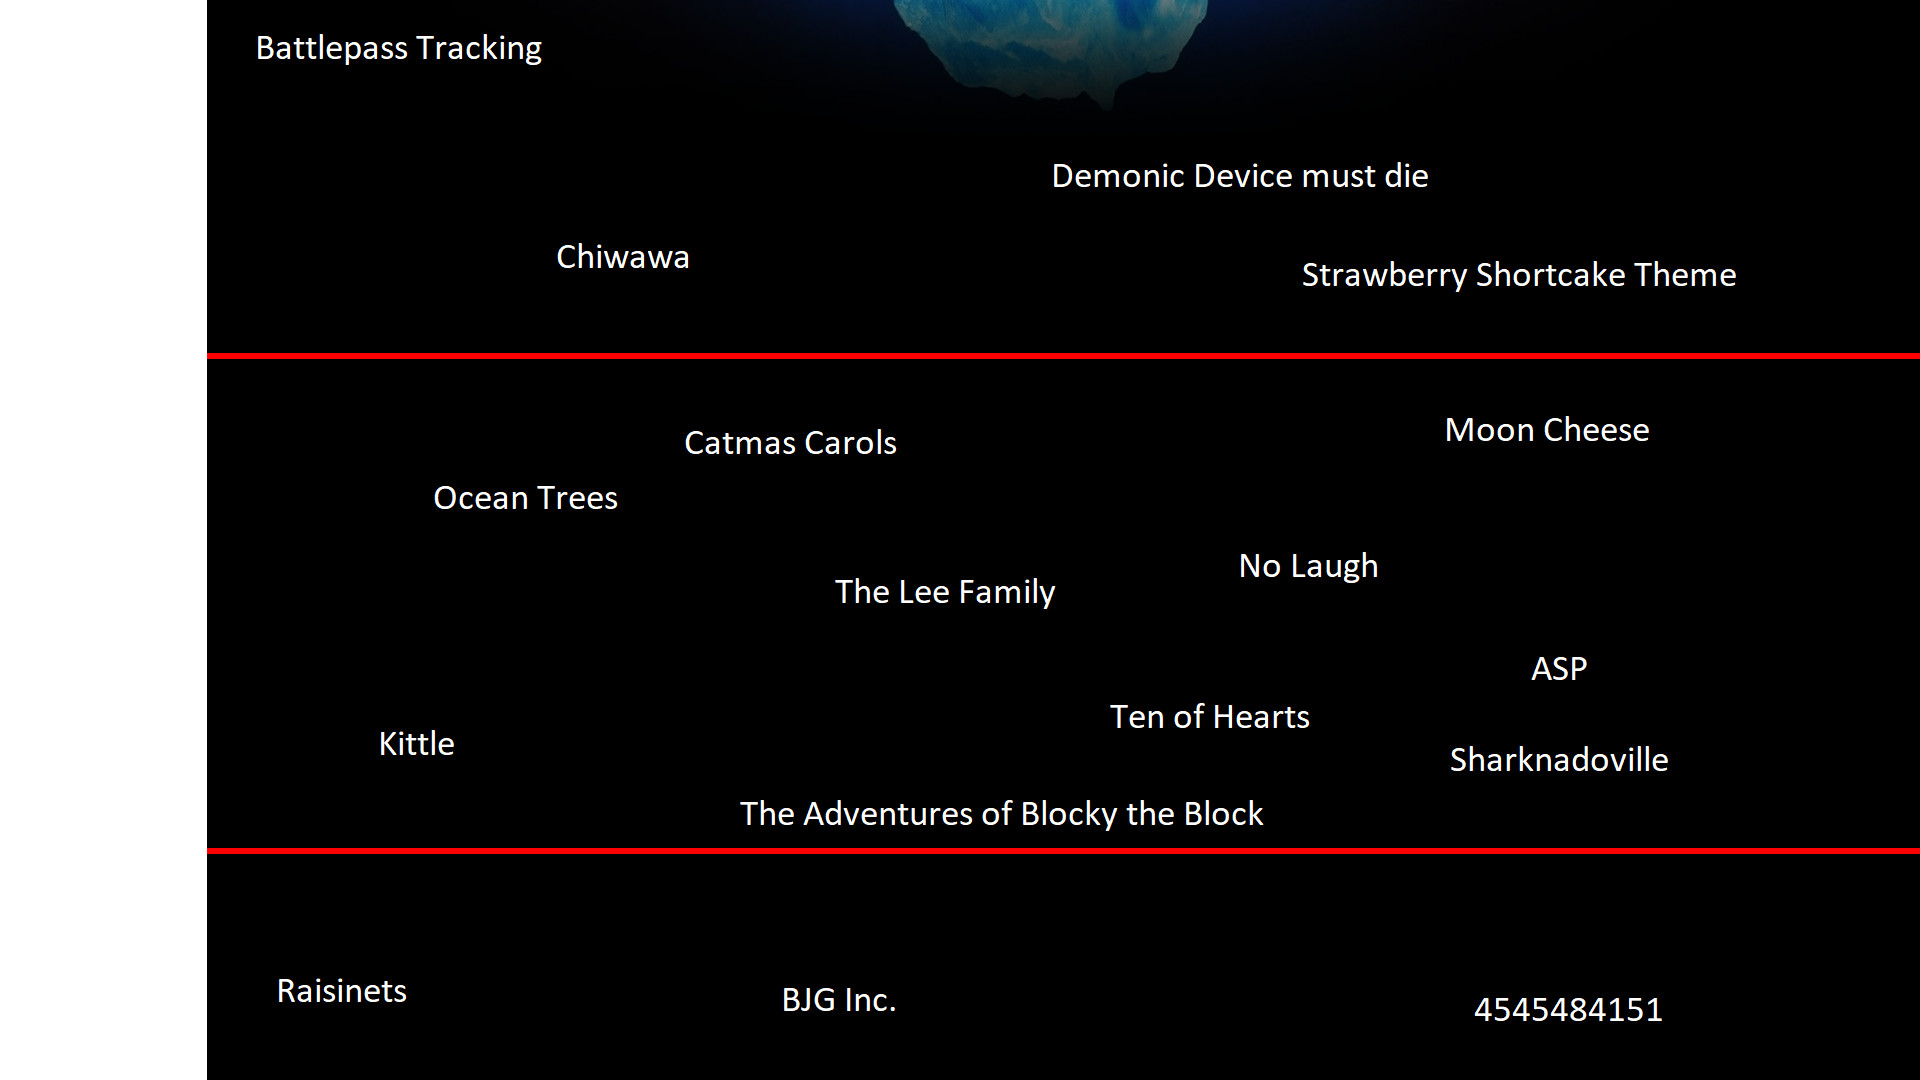 Battlepass Tracking
Demonic Device must die
Chiwawa
Strawberry Shortcake Theme
Moon Cheese
Catmas Carols
Ocean Trees
No Laugh
The Lee Family
ASP
Ten of Hearts
Kittle
Sharknadoville
The Adventures of Blocky the Block
Raisinets
BJG Inc.
4545484151